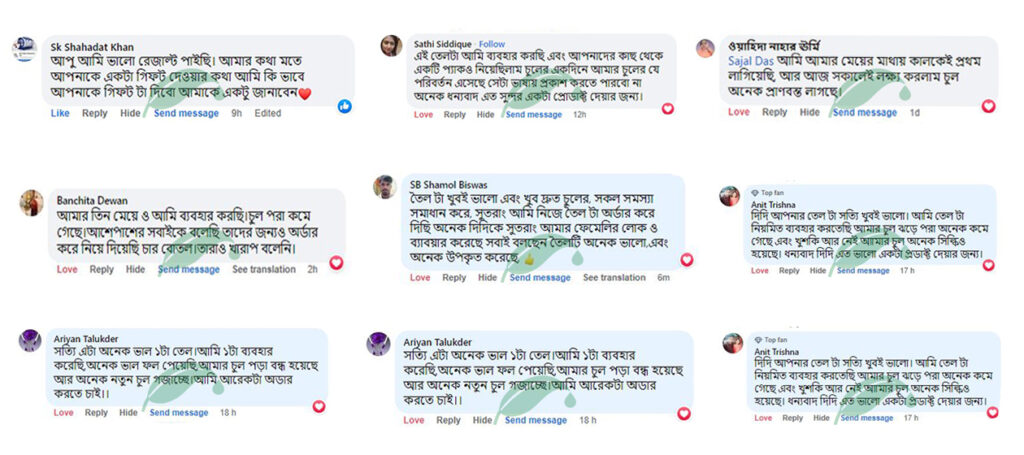 Sk Shahadat Khan
আপু আমি ভালো রেজাল্ট পাইছি। আমার কথা মতে
আপনাকে একটা গিফট দেওয়ার কথা আমি কি ভাবে
আপনাকে গিফট টা দিবো আমাকে একটু জানাবেন❤️
Like Reply Hide Send message 9h Edited
Sathi Siddique · Follow
এই তেলটা আমি ব্যবহার করছি এবং আপনাদের কাছ থেকে
একটি প্যাকও নিয়েছিলাম চুলের একদিনে আমার চুলের যে
পরিবর্তন এসেছে সেটা ভাষায় প্রকাশ করতে পারবো না
অনেক ধন্যবাদ এত সুন্দর একটা প্রোডাক্ট দেয়ার জন্য।
Love Reply Hide Send message 12h
ওয়াহিদা নাহার ঊর্মি
Sajal Das আমি আমার মেয়ের মাথায় কালকেই প্রথম
লাগিয়েছি, আর আজ সকালেই লক্ষ্য করলাম চুল
অনেক প্রাণবন্ত লাগছে।
Love Reply Hide Send message 1d
Banchita Dewan
আমার তিন মেয়ে ও আমি ব্যবহার করছি।চুল পরা কমে
গেছে।আশেপাশের সবাইকে বলেছি তাদের জন্যও অর্ডার
করে নিয়ে দিয়েছি চার বোতল।তারাও খারাপ বলেনি।
Love Reply Hide Send message See translation 2h
SB Shamol Biswas
তৈল টা খুবই ভালো এবং খুব দ্রুত চুলের, সকল সমস্যা
সমাধান করে, সুতরাং আমি নিজে তৈল টা অর্ডার করে
দিছি অনেক দিদিকে সুতরাং আমার ফেমেলির লোক ও
ব্যাবয়ার করেছে সবাই বলছেন তৈলটি অনেক ভালো,এবং
অনেক উপকৃত করেছে 👍
Love Reply Hide Send message See translation 6m
Top fan
Anit Trishna
দিদি আপনার তেল টা সত্যি খুবই ভালো। আমি তেল টা
নিয়মিত ব্যবহার করতেছি আমার চুল ঝড়ে পরা অনেক কমে
গেছে এবং খুশকি আর নেই আামার চুল অনেক সিল্কিও
হয়েছে। ধন্যবাদ দিদি এত ভালো একটা প্রডাক্ট দেয়ার জন্য।
Love Reply Hide Send message 17 h
Ariyan Talukder
সত্যি এটা অনেক ভাল ১টা তেল।আমি ১টা ব্যবহার
করেছি,অনেক ভাল ফল পেয়েছি,আমার চুল পড়া বন্ধ হয়েছে
আর অনেক নতুন চুল গজাচ্ছে।আমি আরেকটা অডার
করতে চাই।।
Love Reply Hide Send message 18 h
Ariyan Talukder
সত্যি এটা অনেক ভাল ১টা তেল।আমি ১টা ব্যবহার
করেছি,অনেক ভাল ফল পেয়েছি,আমার চুল পড়া বন্ধ হয়েছে
আর অনেক নতুন চুল গজাচ্ছে।আমি আরেকটা অডার
করতে চাই।।
Love Reply Hide Send message 18 h
Top fan
Anit Trishna
দিদি আপনার তেল টা সত্যি খুবই ভালো। আমি তেল টা
নিয়মিত ব্যবহার করতেছি আমার চুল ঝড়ে পরা অনেক কমে
গেছে এবং খুশকি আর নেই আামার চুল অনেক সিল্কিও
হয়েছে। ধন্যবাদ দিদি এত ভালো একটা প্রডাক্ট দেয়ার জন্য।
Love Reply Hide Send message 17 h